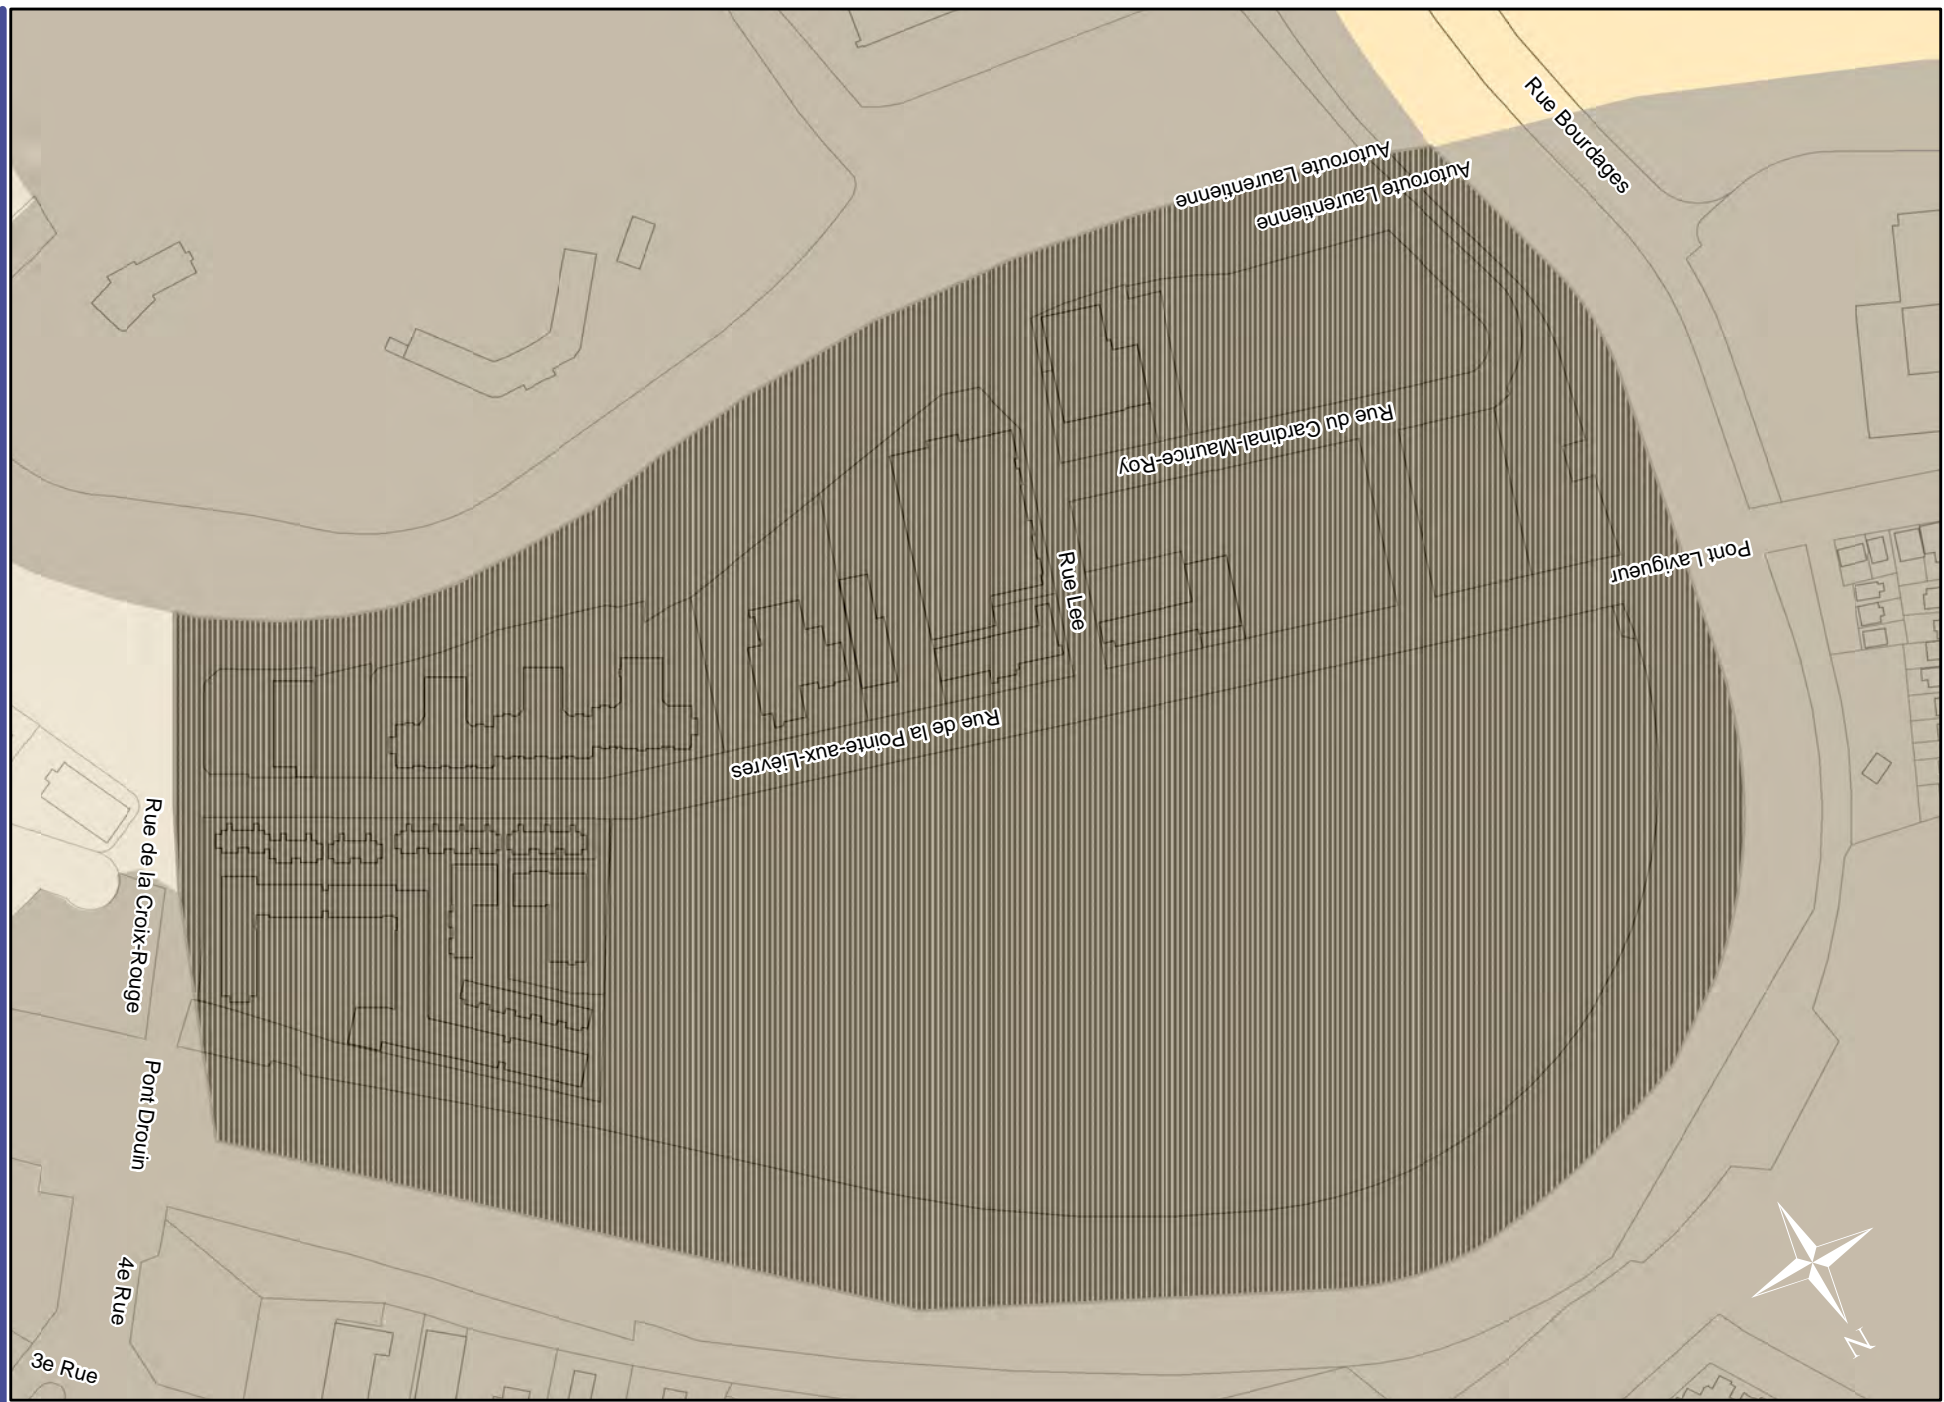 Rue Bourdages
Autoroute Laurentienne
Autoroute Laurentienne
Rue du Cardinal-Maurice-Roy
Pont Lavigueur
Rue Lee
Rue de la Pointe-aux-Lièvres
Rue de la Croix-Rouge
Pont Drouin
4e Rue
3e Rue
N